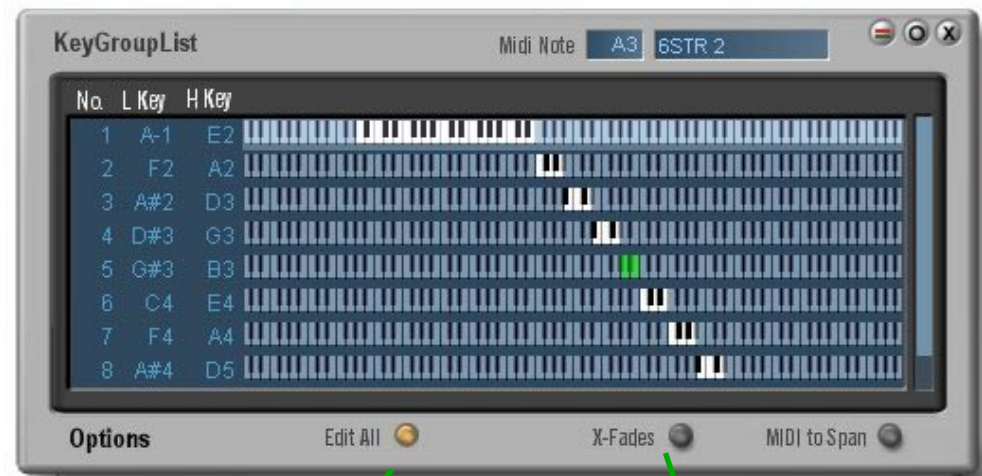 KeyGroupList Midi Note A3 6STR 2
No. L Key H Key
1 A-1 E2
2 F2 A2
3 A#2 D3
4 D#3 G3
5 G#3 B3
6 C4 E4
7 F4 A4
8 A#4 D5
Options Edit All X-Fades MIDI to Span